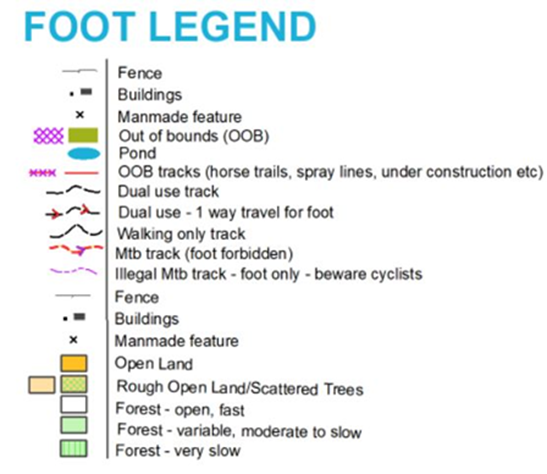 FOOT LEGEND
Fence
Buildings
Manmade feature
Out of bounds (OOB)
Pond
OOB tracks (horse trails, spray lines, under construction etc)
Dual use track
Dual use - 1 way travel for foot
Walking only track
Mtb track (foot forbidden)
Illegal Mtb track - foot only - beware cyclists
Fence
Buildings
Manmade feature
Open Land
Rough Open Land/Scattered Trees
Forest - open, fast
Forest - variable, moderate to slow
Forest - very slow